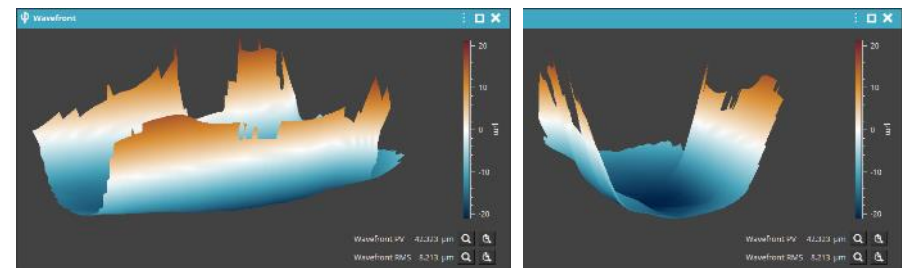 Wavefront
20
10
0
-10
-20
µm
Wavefront PV 42.323 µm
Wavefront RMS 8.213 µm
20
10
0
-10
-20
µm
Wavefront PV 42.323 µm
Wavefront RMS 8.213 µm